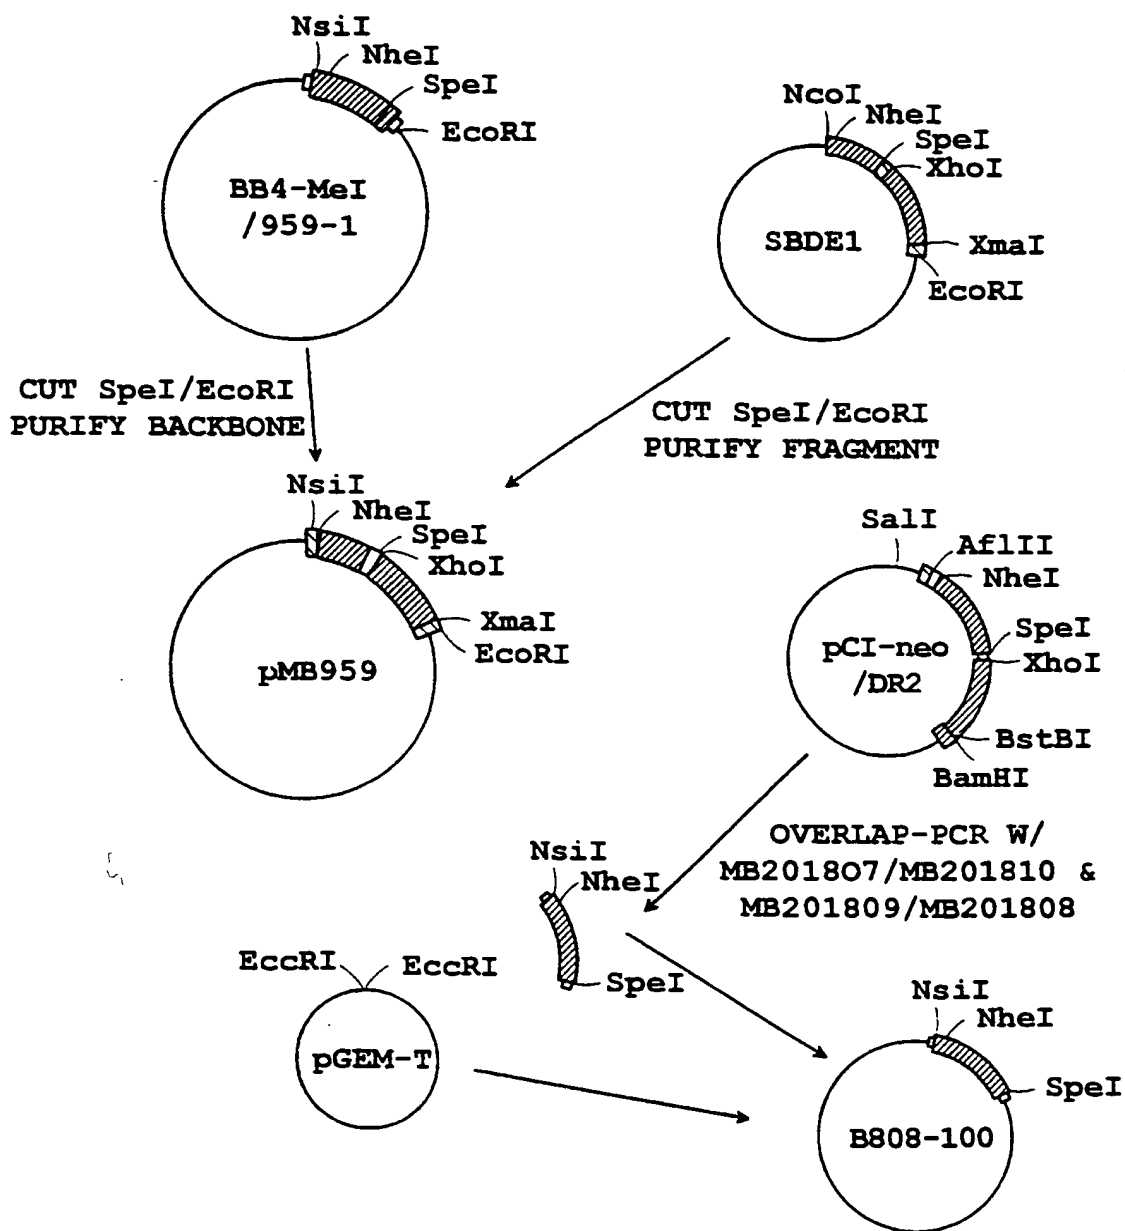 NsiI
NheI
SpeI
EcoRI
BB4-MeI
/959-1
NcoI
NheI
SpeI
XhoI
SBDE1
XmaI
EcoRI
CUT SpeI/EcoRI
PURIFY BACKBONE
CUT SpeI/EcoRI
PURIFY FRAGMENT
NsiI
NheI
SpeI
XhoI
XmaI
EcoRI
pMB959
SalI
AflII
NheI
SpeI
XhoI
pCI-neo
/DR2
BstBI
BamHI
OVERLAP-PCR W/
MB201807/MB201810 &
MB201809/MB201808
NsiI
NheI
SpeI
EccRI
EccRI
pGEM-T
NsiI
NheI
SpeI
B808-100